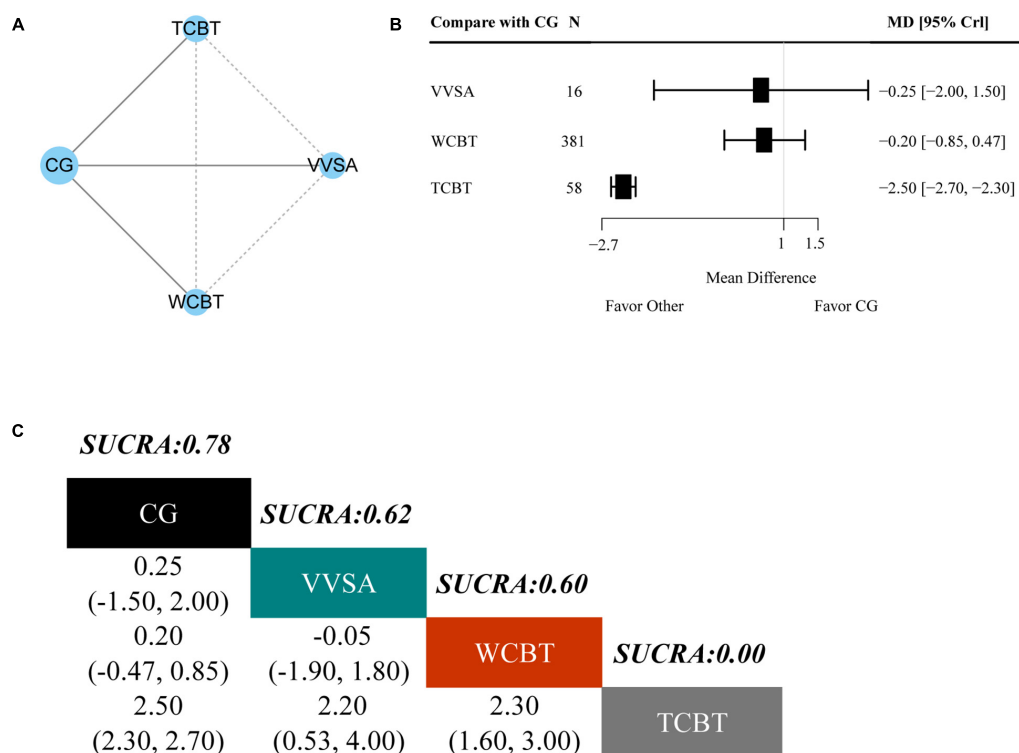 A
TCBT
CG
VVSA
WCBT
B
Compare with CG N MD [95% Crl]
VVSA 16 −0.25 [−2.00, 1.50]
WCBT 381 −0.20 [−0.85, 0.47]
TCBT 58 −2.50 [−2.70, −2.30]
−2.7 1 1.5
Mean Difference
Favor Other Favor CG
C
SUCRA:0.78
CG SUCRA:0.62
0.25 VVSA SUCRA:0.60
(-1.50, 2.00)
0.20 -0.05 WCBT SUCRA:0.00
(-0.47, 0.85) (-1.90, 1.80)
2.50 2.20 2.30 TCBT
(2.30, 2.70) (0.53, 4.00) (1.60, 3.00)